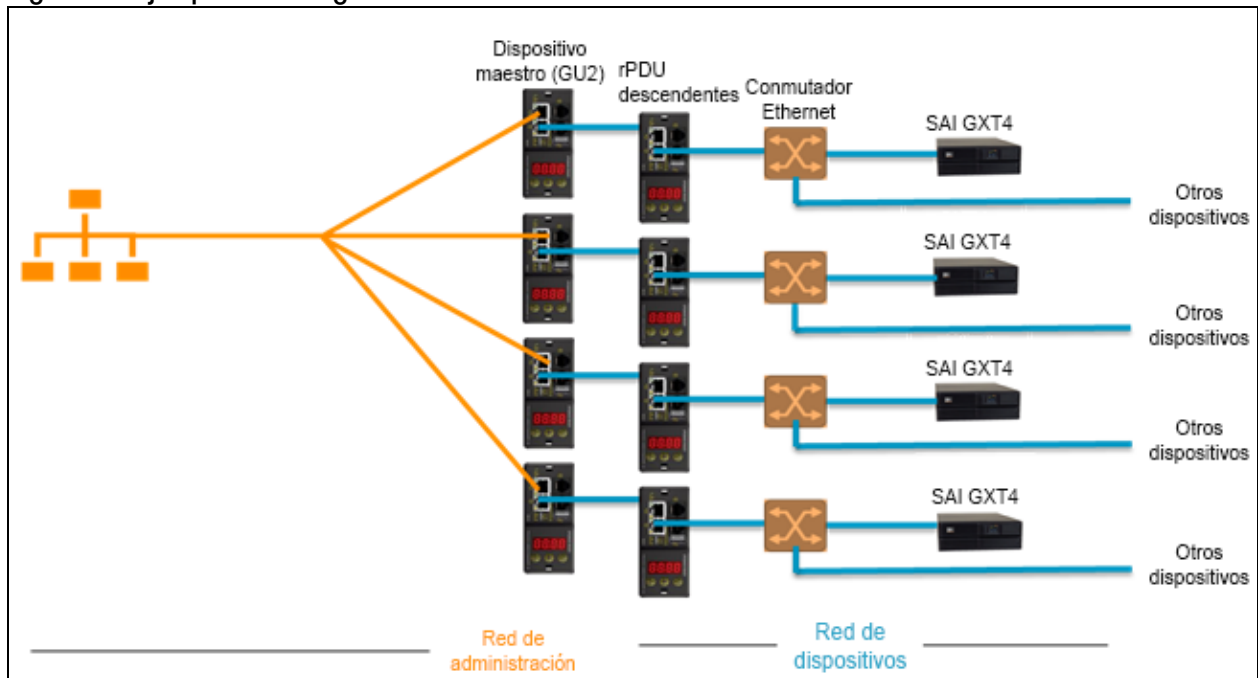 Dispositivo
maestro (GU2)
rPDU
descendentes
Conmutador
Ethernet
SAI GXT4
Otros
dispositivos
SAI GXT4
Otros
dispositivos
SAI GXT4
Otros
dispositivos
SAI GXT4
Otros
dispositivos
Red de
administración
Red de
dispositivos